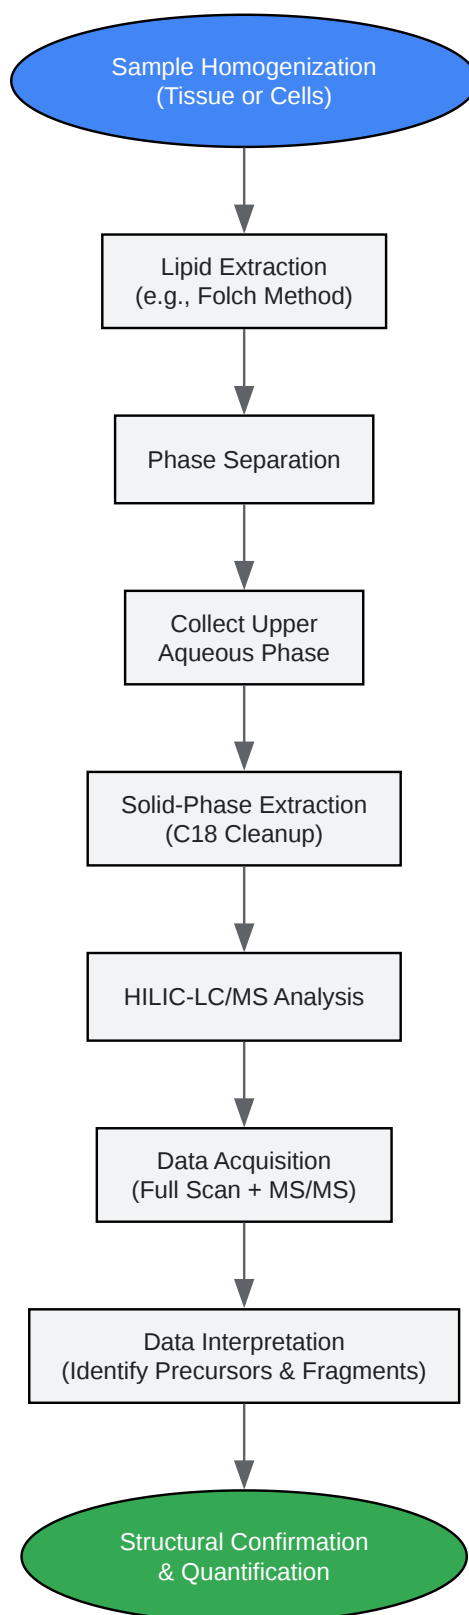 Sample Homogenization
(Tissue or Cells)
Lipid Extraction
(e.g., Folch Method)
Phase Separation
Collect Upper
Aqueous Phase
Solid-Phase Extraction
(C18 Cleanup)
HILIC-LC/MS Analysis
Data Acquisition
(Full Scan + MS/MS)
Data Interpretation
(Identify Precursors & Fragments)
Structural Confirmation
& Quantification